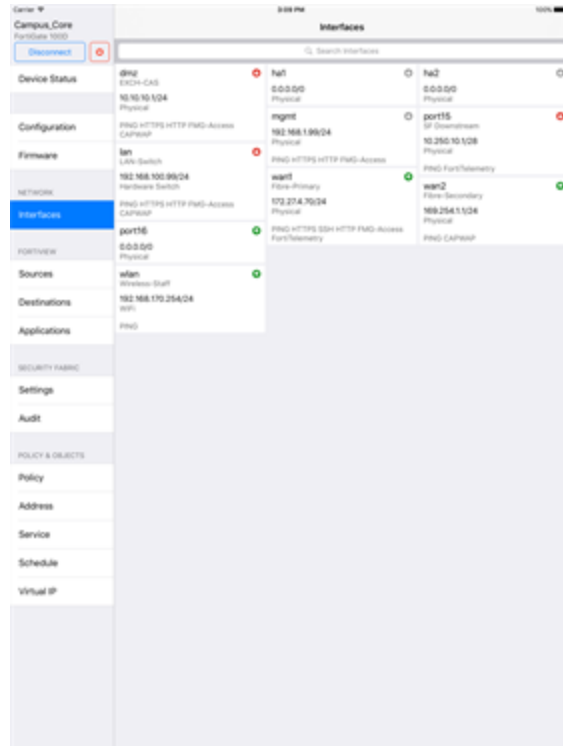 Carrier
3:09 PM
100%
Campus_Core
FortiGate 100D
Disconnect
Interfaces
Search Interfaces
Device Status
Configuration
Firmware
NETWORK
Interfaces
FORTIVIEW
Sources
Destinations
Applications
SECURITY FABRIC
Settings
Audit
POLICY & OBJECTS
Policy
Address
Service
Schedule
Virtual IP
dmz
EXCH-CAS
10.10.10.1/24
Physical
PING HTTPS HTTP FMG-Access
CAPWAP
lan
LAN-Switch
192.168.100.99/24
Hardware Switch
PING HTTPS HTTP FMG-Access
CAPWAP
port16
0.0.0.0/0
Physical
wlan
Wireless-Staff
192.168.170.254/24
WiFi
PING
ha1
0.0.0.0/0
Physical
mgmt
192.168.1.99/24
Physical
PING HTTPS HTTP FMG-Access
wan1
Fibre-Primary
172.27.4.70/24
Physical
PING HTTPS SSH HTTP FMG-Access
FortiTelemetry
ha2
0.0.0.0/0
Physical
port15
SF Downstream
10.250.10.1/28
Physical
PING FortiTelemetry
wan2
Fibre-Secondary
169.254.1.1/24
Physical
PING CAPWAP